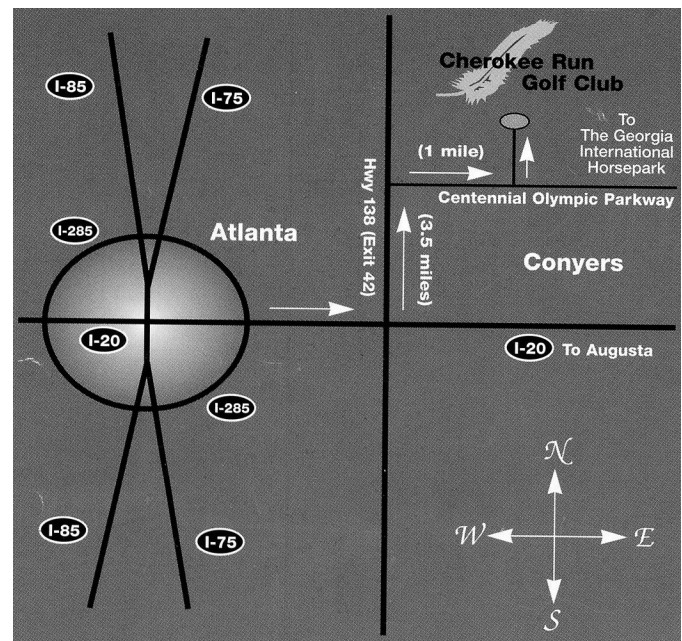 I-85
I-75
Cherokee Run
Golf Club
(1 mile)
To
The Georgia
International
Horsepark
Hwy 138 (Exit 42)
Centennial Olympic Parkway
(3.5 miles)
I-285
Atlanta
Conyers
I-20
I-20 To Augusta
I-285
N
W
E
S
I-85
I-75